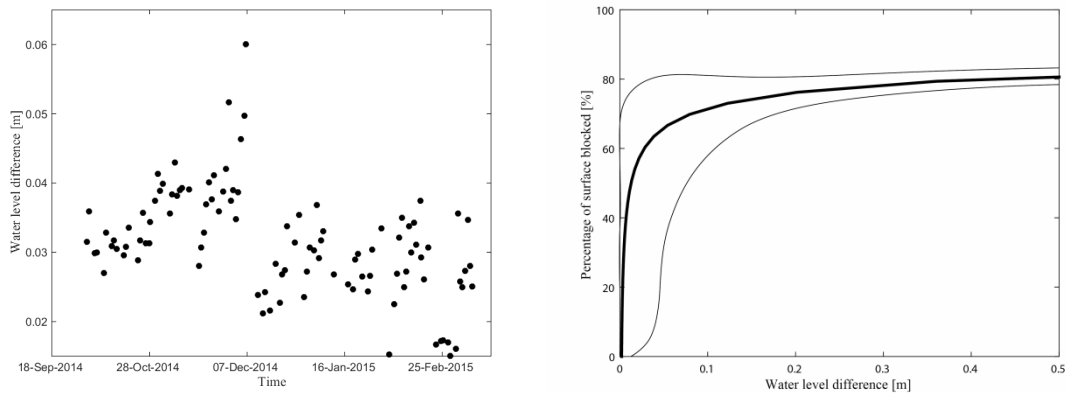 0.06
0.05
0.04
0.03
0.02
Water level difference [m]
18-Sep-2014 28-Oct-2014 07-Dec-2014 16-Jan-2015 25-Feb-2015
Time
100
80
60
40
20
0
Percentage of surface blocked [%]
0 0.1 0.2 0.3 0.4 0.5
Water level difference [m]